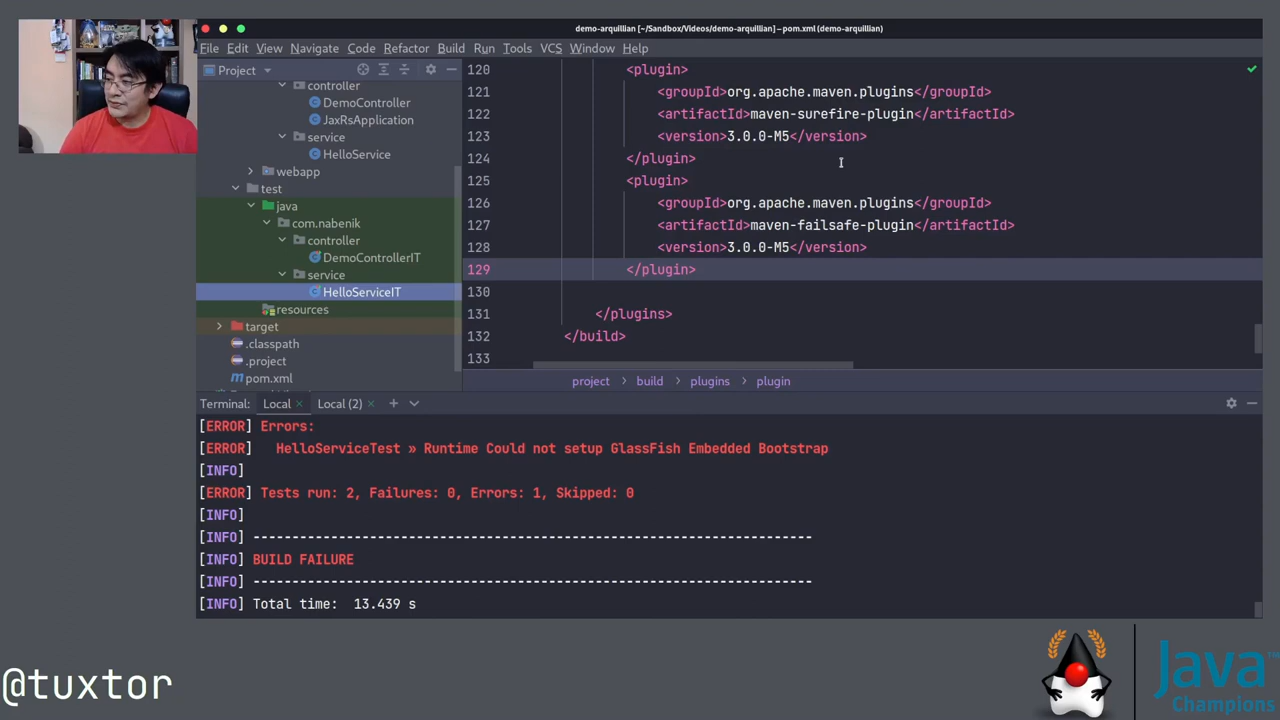 demo-arquillian [~/Sandbox/Videos/demo-arquillian] – pom.xml (demo-arquillian)
File Edit View Navigate Code Refactor Build Run Tools VCS Window Help
Project
controller
DemoController
JaxRsApplication
service
HelloService
webapp
test
java
com.nabenik
controller
DemoControllerIT
service
HelloServiceIT
resources
target
.classpath
.project
pom.xml
120 <plugin>
121 <groupId>org.apache.maven.plugins</groupId>
122 <artifactId>maven-surefire-plugin</artifactId>
123 <version>3.0.0-M5</version>
124 </plugin>
125 <plugin>
126 <groupId>org.apache.maven.plugins</groupId>
127 <artifactId>maven-failsafe-plugin</artifactId>
128 <version>3.0.0-M5</version>
129 </plugin>
130
131 </plugins>
132 </build>
133
project › build › plugins › plugin
Terminal: Local × Local (2) × +
[ERROR] Errors:
[ERROR] HelloServiceTest » Runtime Could not setup GlassFish Embedded Bootstrap
[INFO]
[ERROR] Tests run: 2, Failures: 0, Errors: 1, Skipped: 0
[INFO]
[INFO] ------------------------------------------------------------------------
[INFO] BUILD FAILURE
[INFO] ------------------------------------------------------------------------
[INFO] Total time: 13.439 s
@tuxtor
Java™
Champions